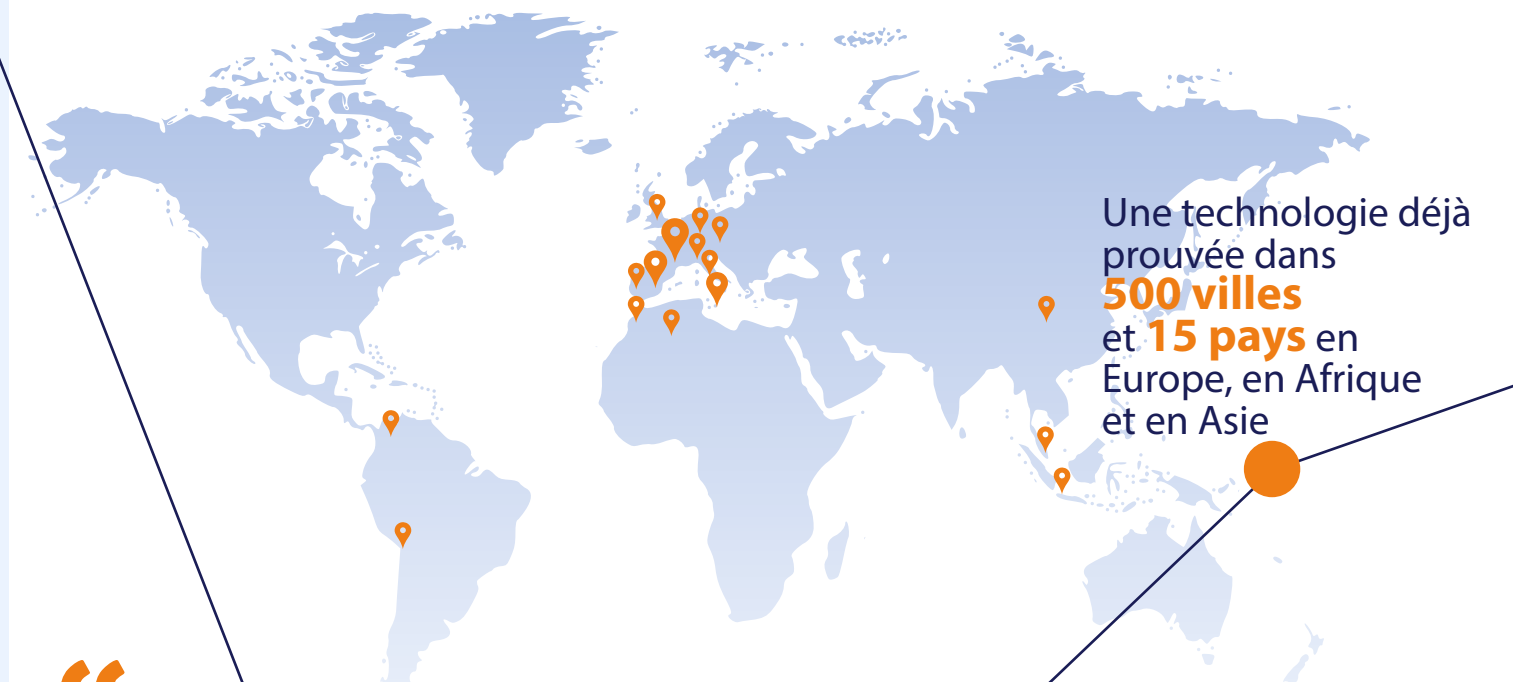 Une technologie déjà
prouvée dans
500 villes
et 15 pays en
Europe, en Afrique
et en Asie
“